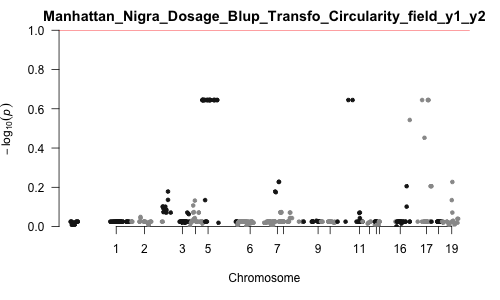 Manhattan_Nigra_Dosage_Blup_Transfo_Circularity_field_y1_y2
1.0
0.8
0.6
0.4
0.2
0.0
− log10(p)
1 2 3 5 6 7 9 11 16 17 19
Chromosome